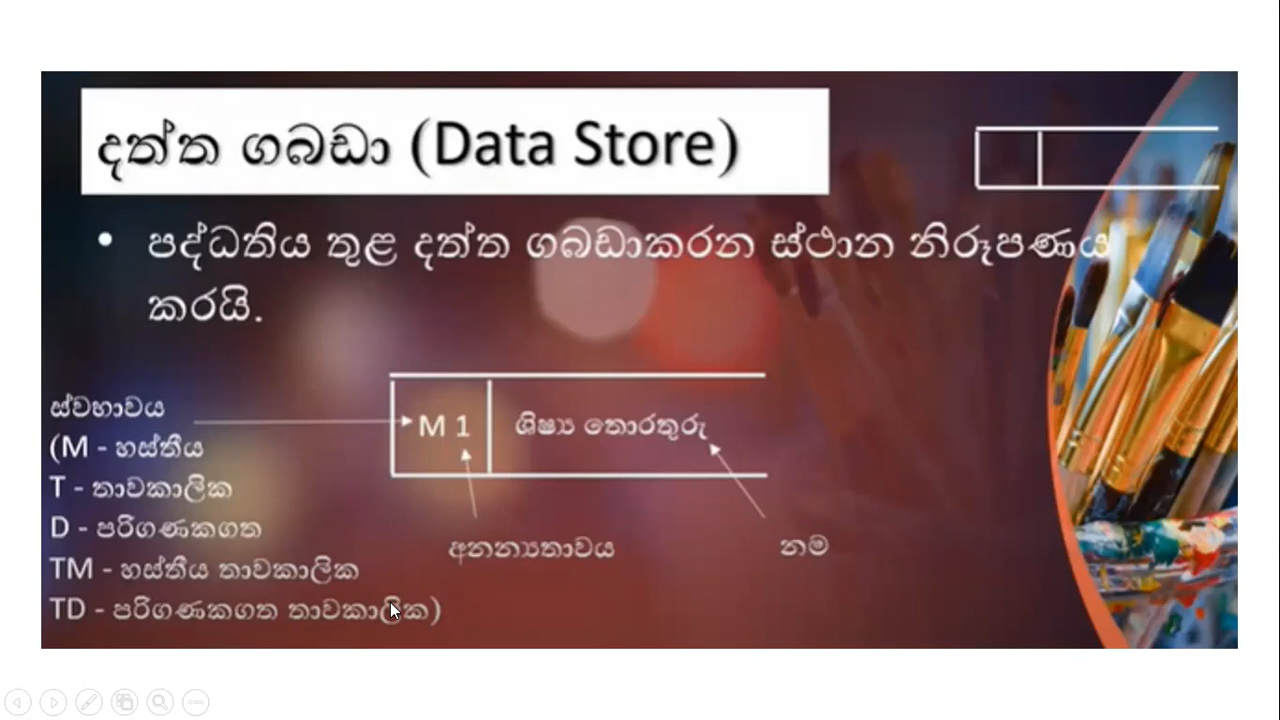 දත්ත ගබඩා (Data Store)
• පද්ධතිය තුළ දත්ත ගබඩාකරන ස්ථාන නිරූපණය
කරයි.
ස්වභාවය
(M - හස්තීය
T - තාවකාලික
D - පරිගණකගත
TM - හස්තීය තාවකාලික
TD - පරිගණකගත තාවකාලික)
M 1
ශිෂ්‍ය තොරතුරු
අනන්‍යතාවය
නම